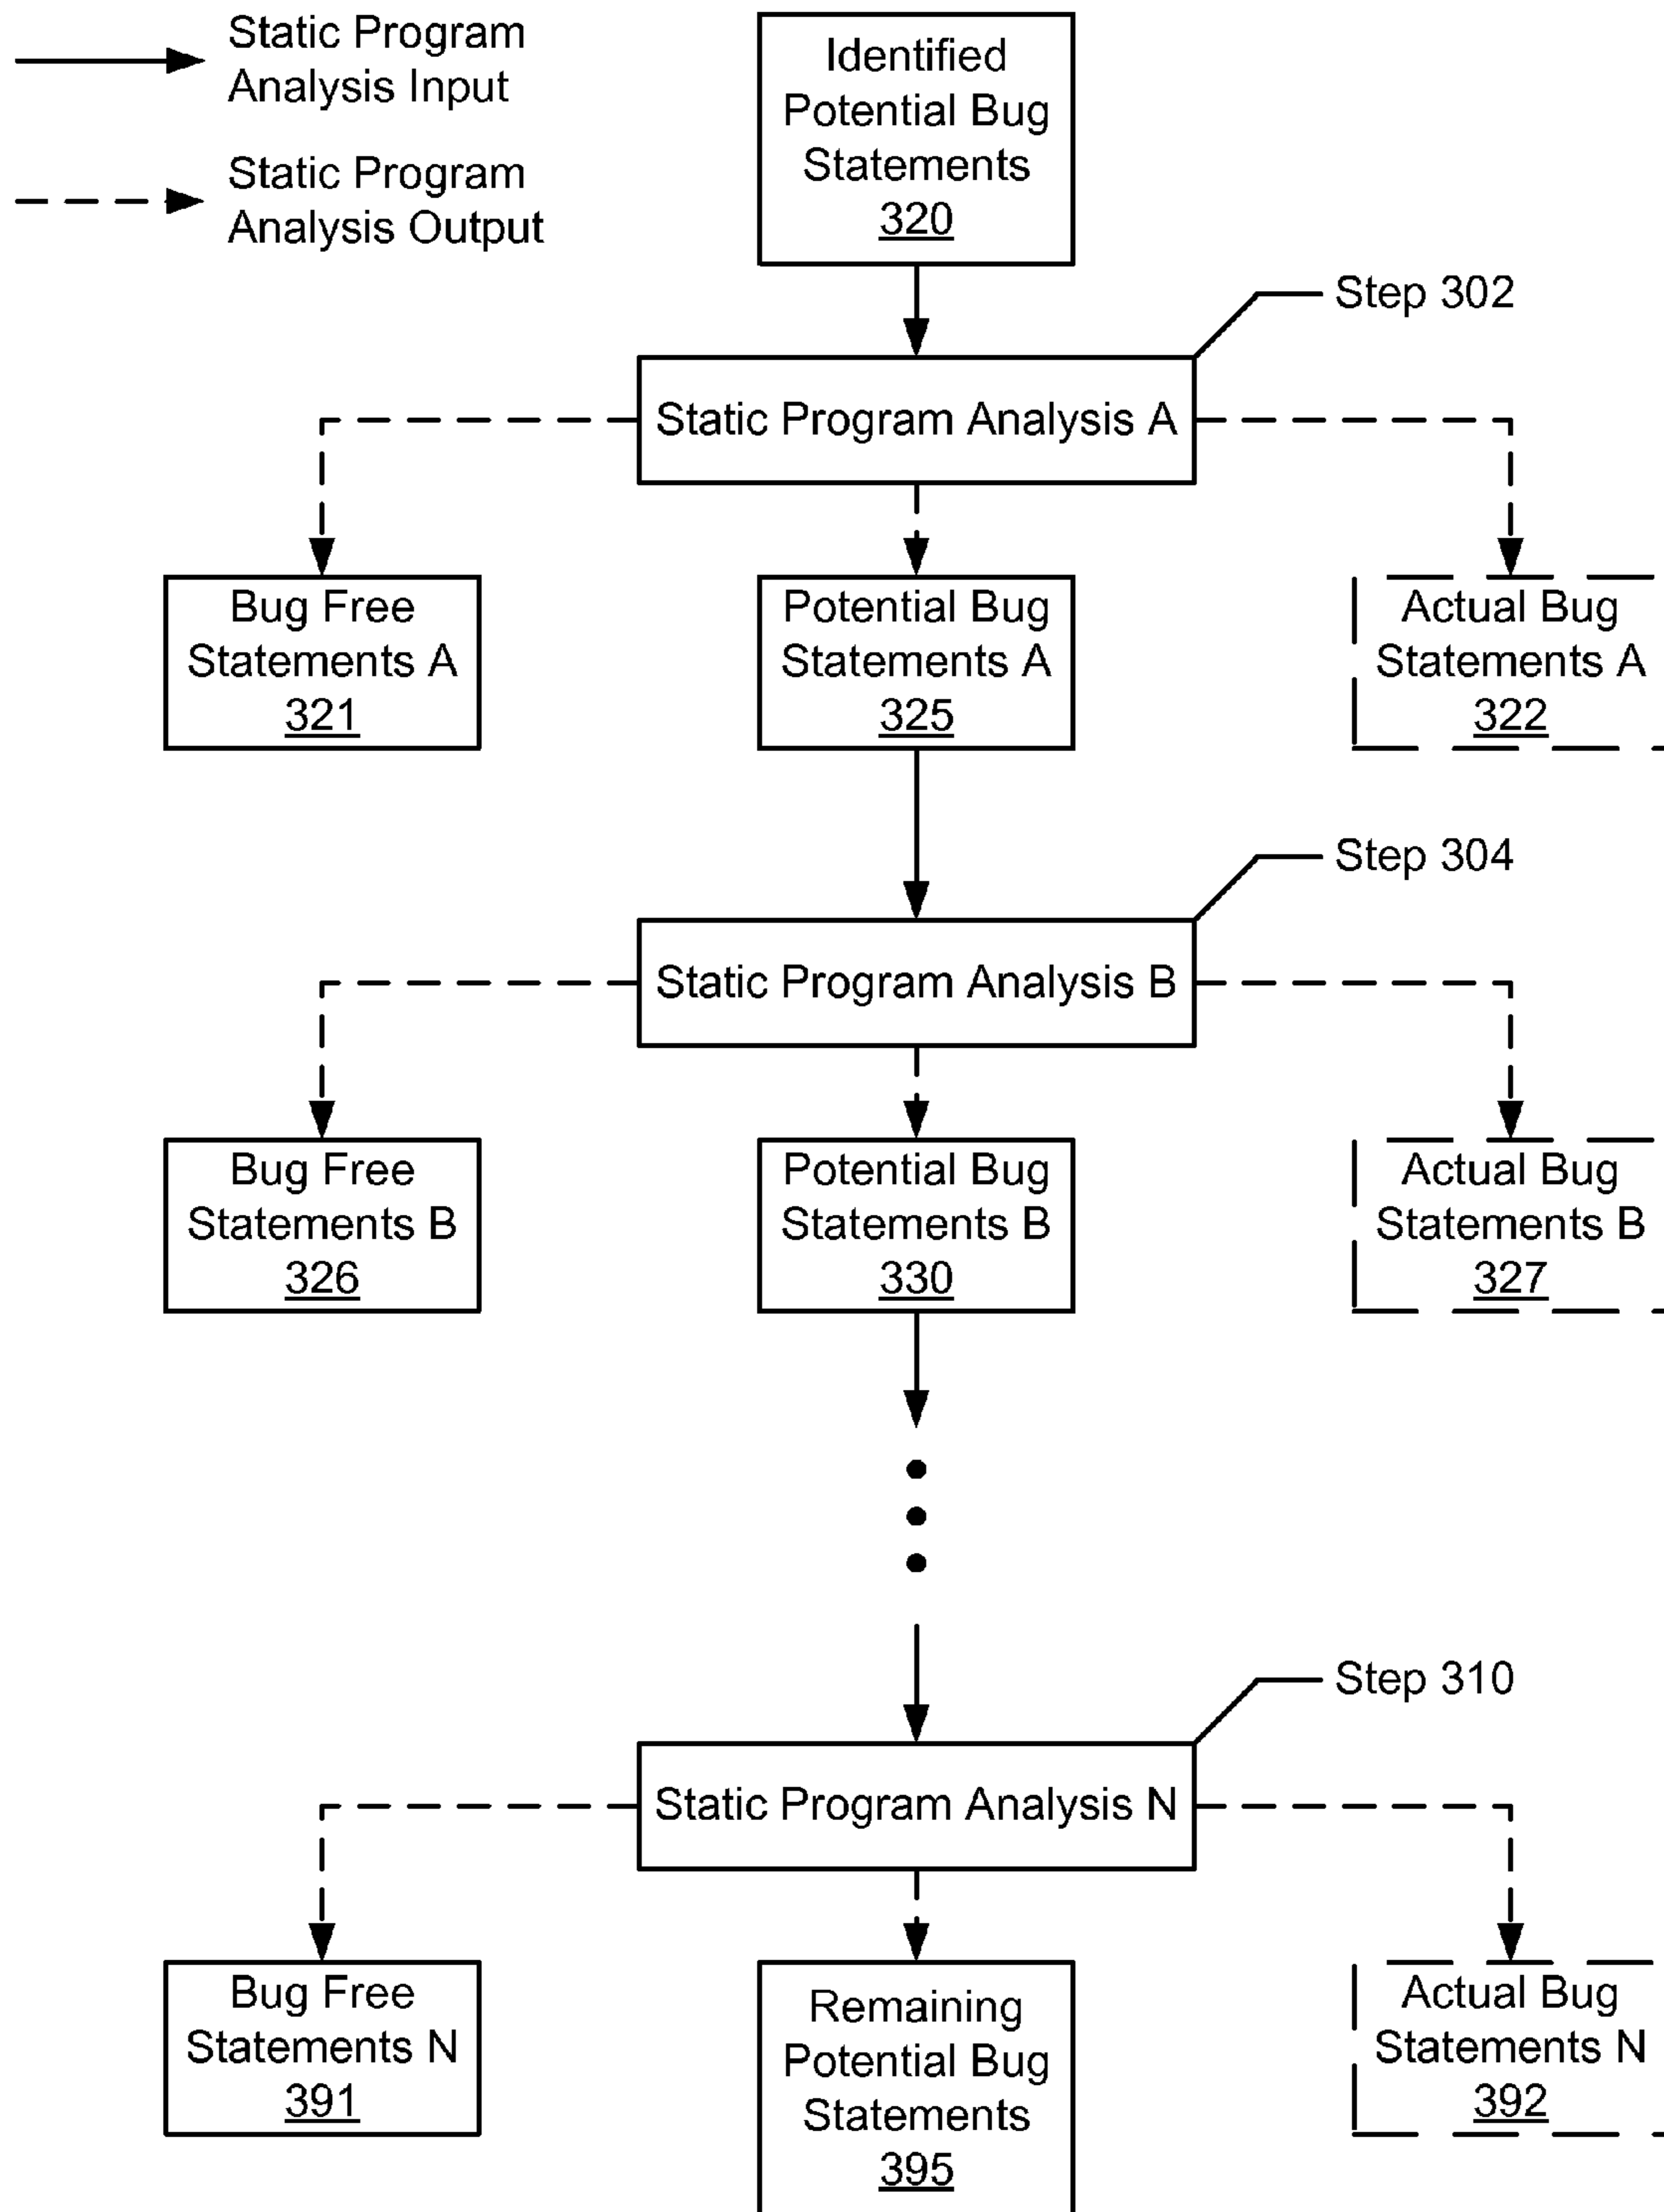 Static Program
Analysis Input
Static Program
Analysis Output
Identified
Potential Bug
Statements
320
Step 302
Static Program Analysis A
Bug Free
Statements A
321
Potential Bug
Statements A
325
Actual Bug
Statements A
322
Step 304
Static Program Analysis B
Bug Free
Statements B
326
Potential Bug
Statements B
330
Actual Bug
Statements B
327
Step 310
Static Program Analysis N
Bug Free
Statements N
391
Remaining
Potential Bug
Statements
395
Actual Bug
Statements N
392